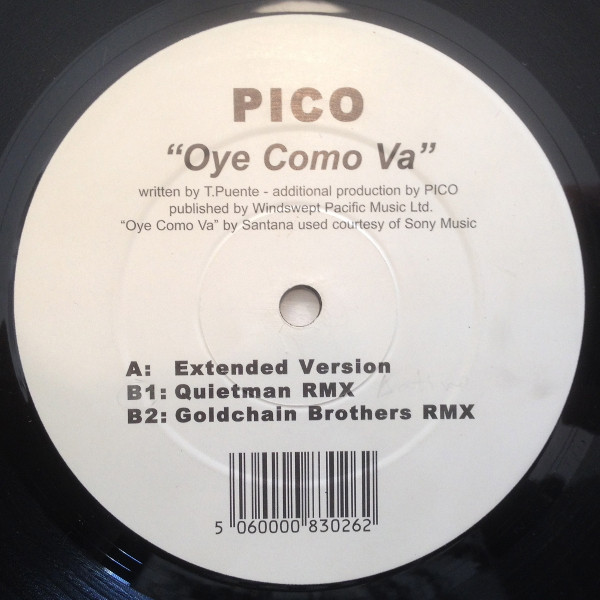 PICO
"Oye Como Va"
written by T.Puente - additional production by PICO
published by Windswept Pacific Music Ltd.
"Oye Como Va" by Santana used courtesy of Sony Music
A: Extended Version
B1: Quietman RMX
B2: Goldchain Brothers RMX
5 060000 830262